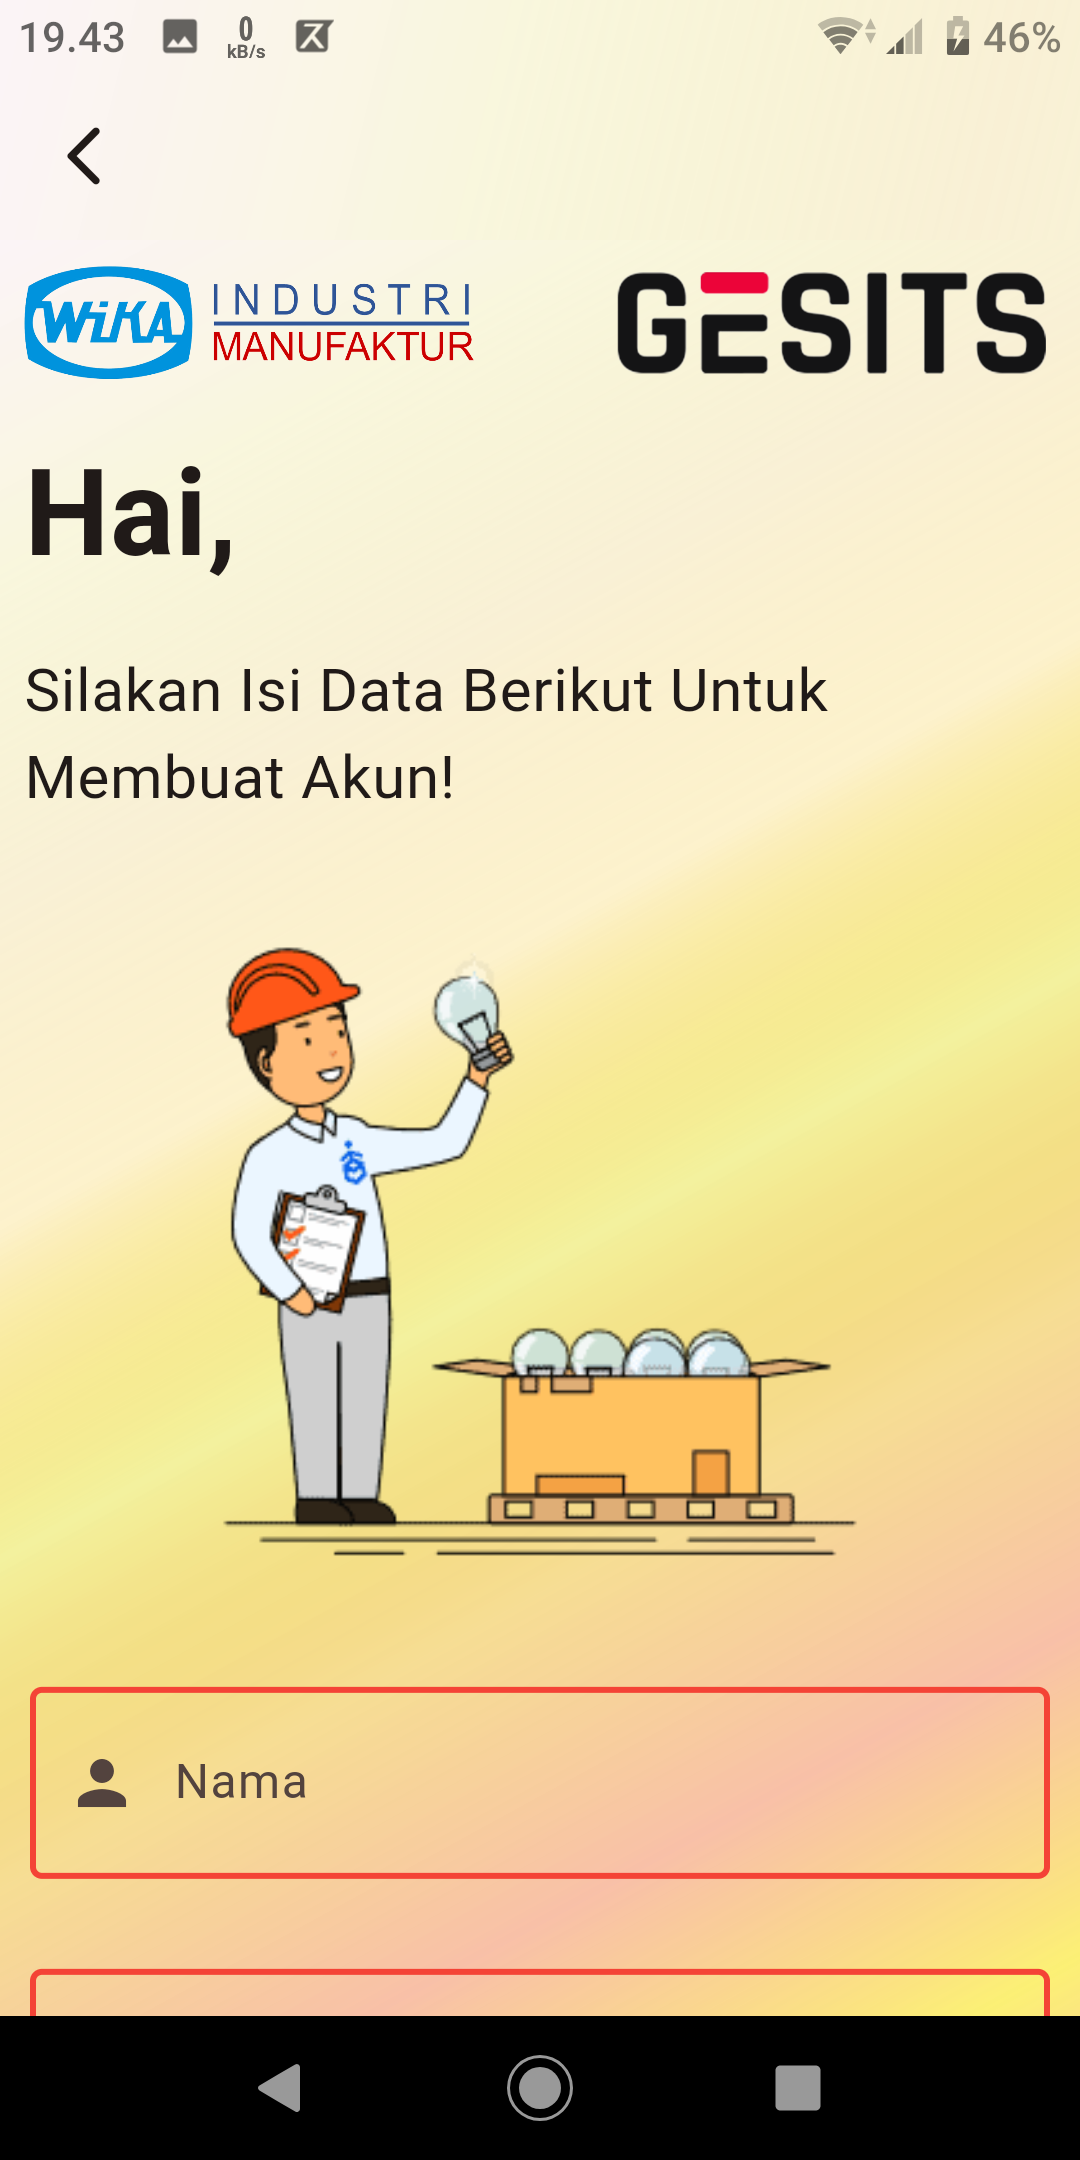 19.43
0
kB/s
46%
WiKA
INDUSTRI
MANUFAKTUR
GESITS
Hai,
Silakan Isi Data Berikut Untuk
Membuat Akun!
Nama